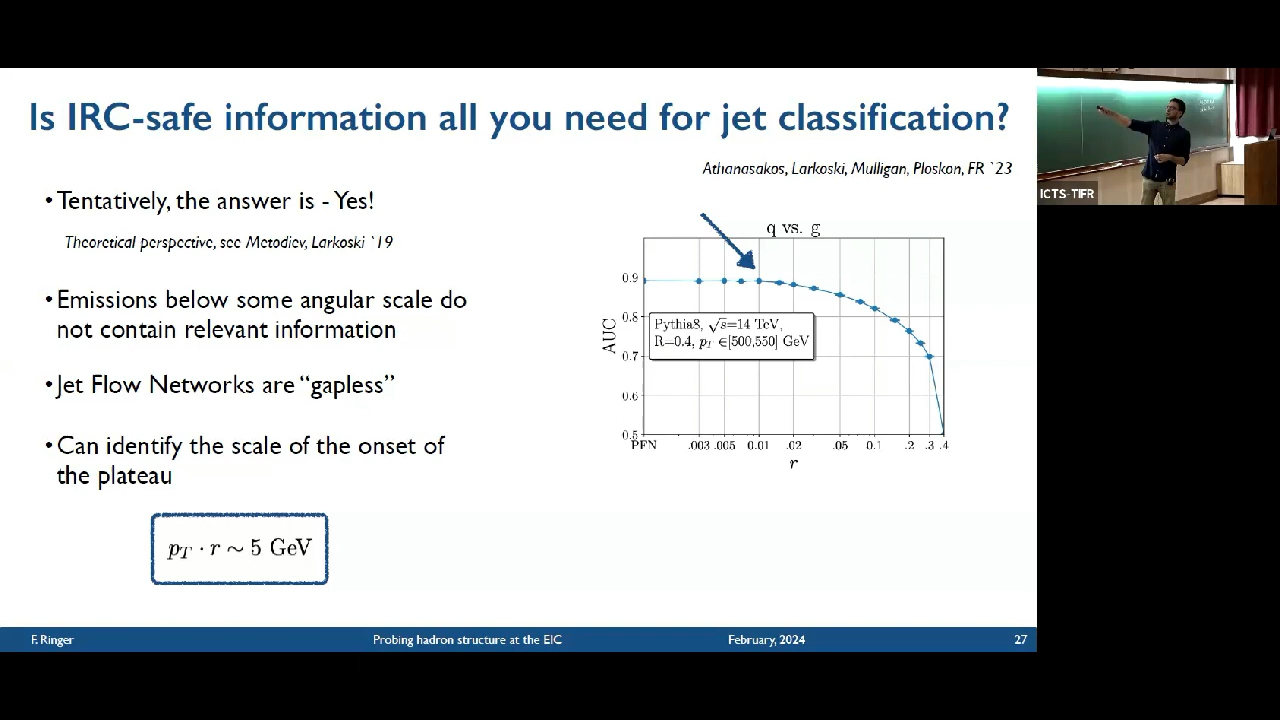 Is IRC-safe information all you need for jet classification?
Athanasakos, Larkoski, Mulligan, Ploskon, FR `23
•Tentatively, the answer is - Yes!
Theoretical perspective, see Metodiev, Larkoski `19
•Emissions below some angular scale do
not contain relevant information
•Jet Flow Networks are “gapless”
•Can identify the scale of the onset of
the plateau
p_T · r ~ 5 GeV
q vs. g
0.9
0.8
0.7
0.6
0.5
AUC
Pythia8, √s=14 TeV,
R=0.4, p_T ∈[500,550] GeV
PFN .003 .005 0.01 .02 .05 0.1 .2 .3 .4
r
ICTS-TIFR
F. Ringer Probing hadron structure at the EIC February, 2024 27